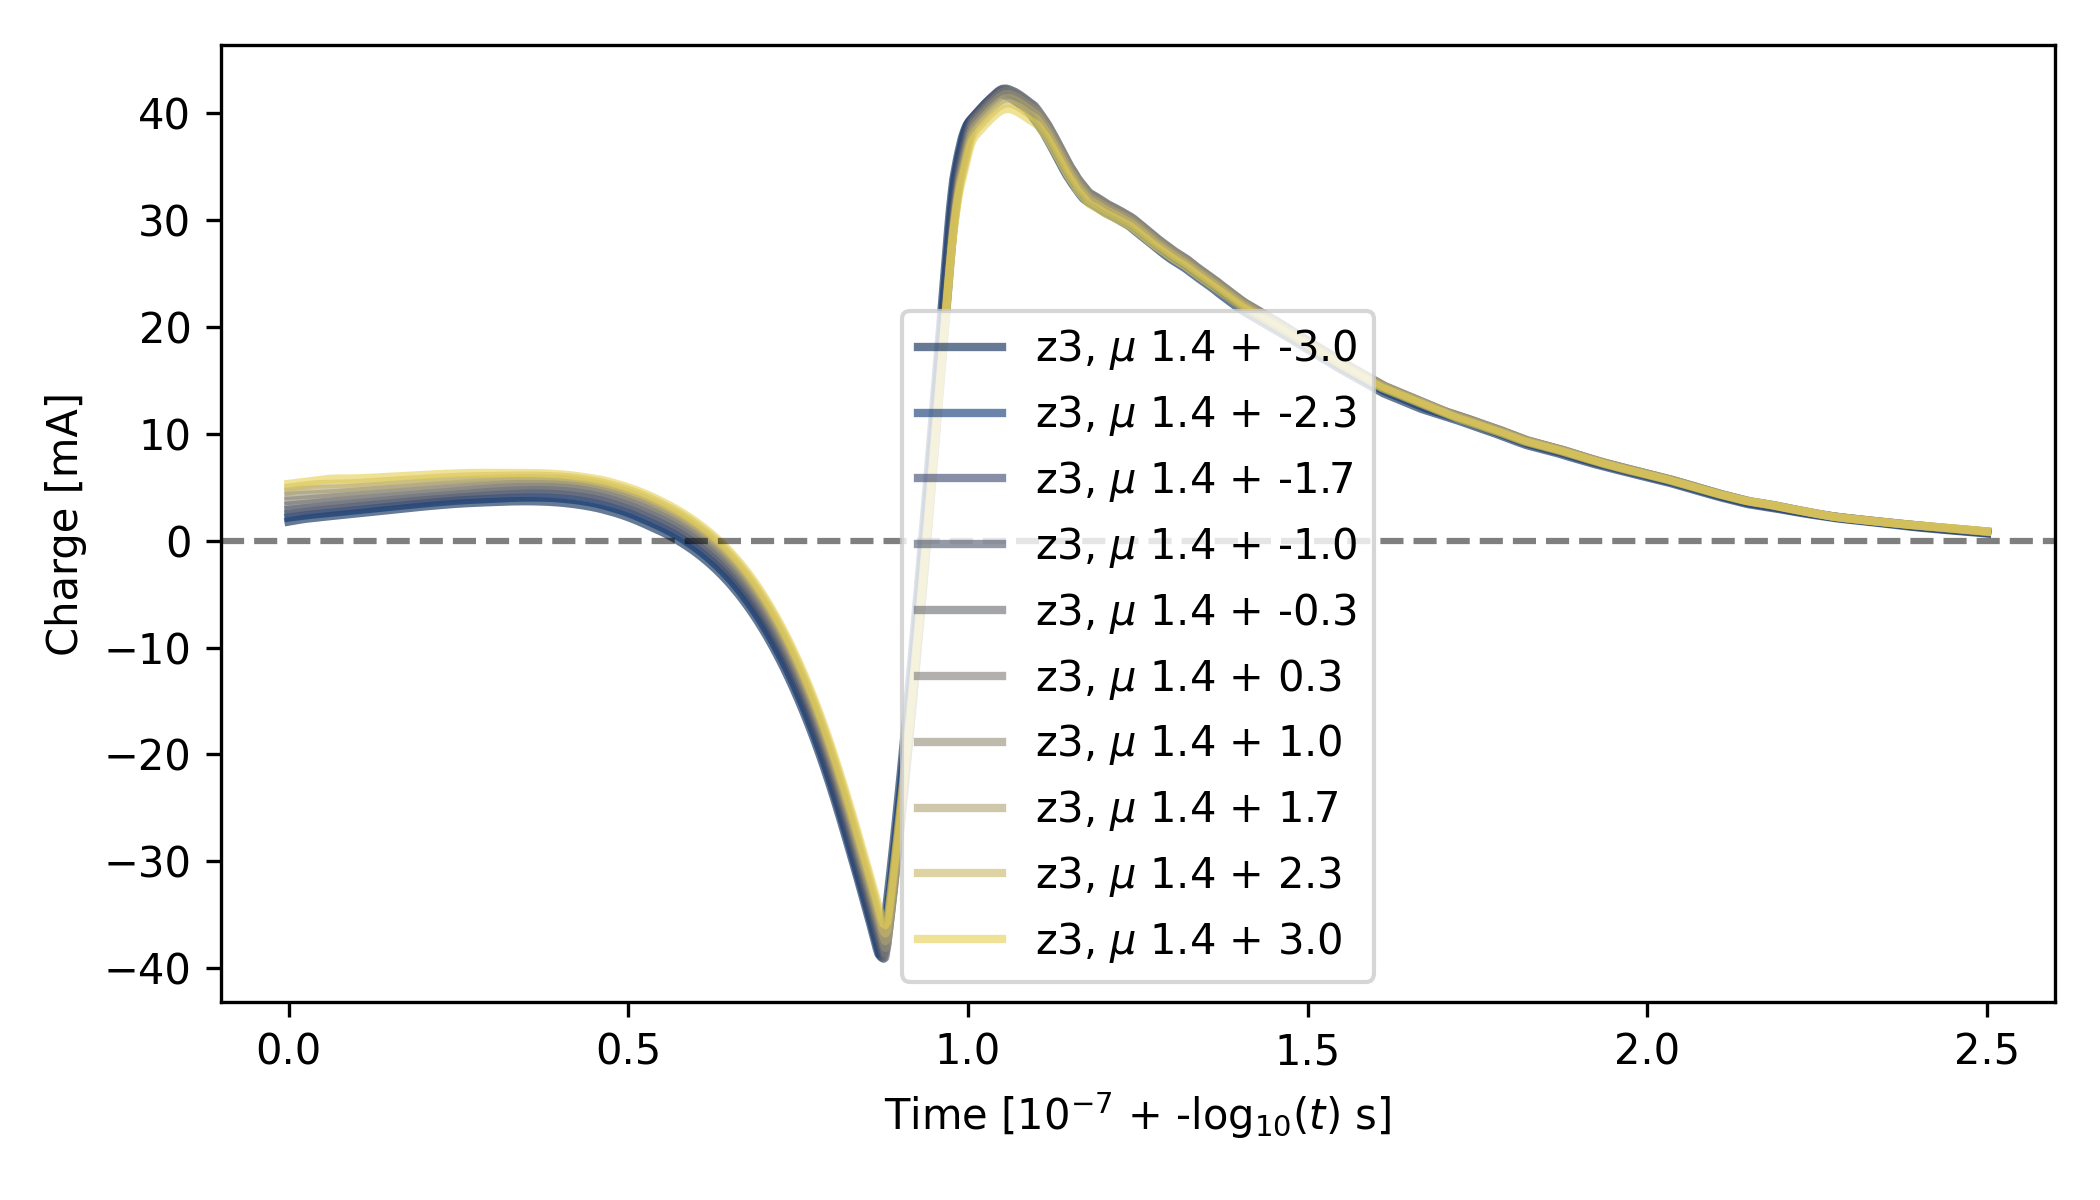 40
30
20
10
0
−10
−20
−30
−40
Charge [mA]
z3, μ 1.4 + -3.0
z3, μ 1.4 + -2.3
z3, μ 1.4 + -1.7
z3, μ 1.4 + -1.0
z3, μ 1.4 + -0.3
z3, μ 1.4 + 0.3
z3, μ 1.4 + 1.0
z3, μ 1.4 + 1.7
z3, μ 1.4 + 2.3
z3, μ 1.4 + 3.0
0.0 0.5 1.0 1.5 2.0 2.5
Time [10⁻⁷ + -log₁₀(t) s]